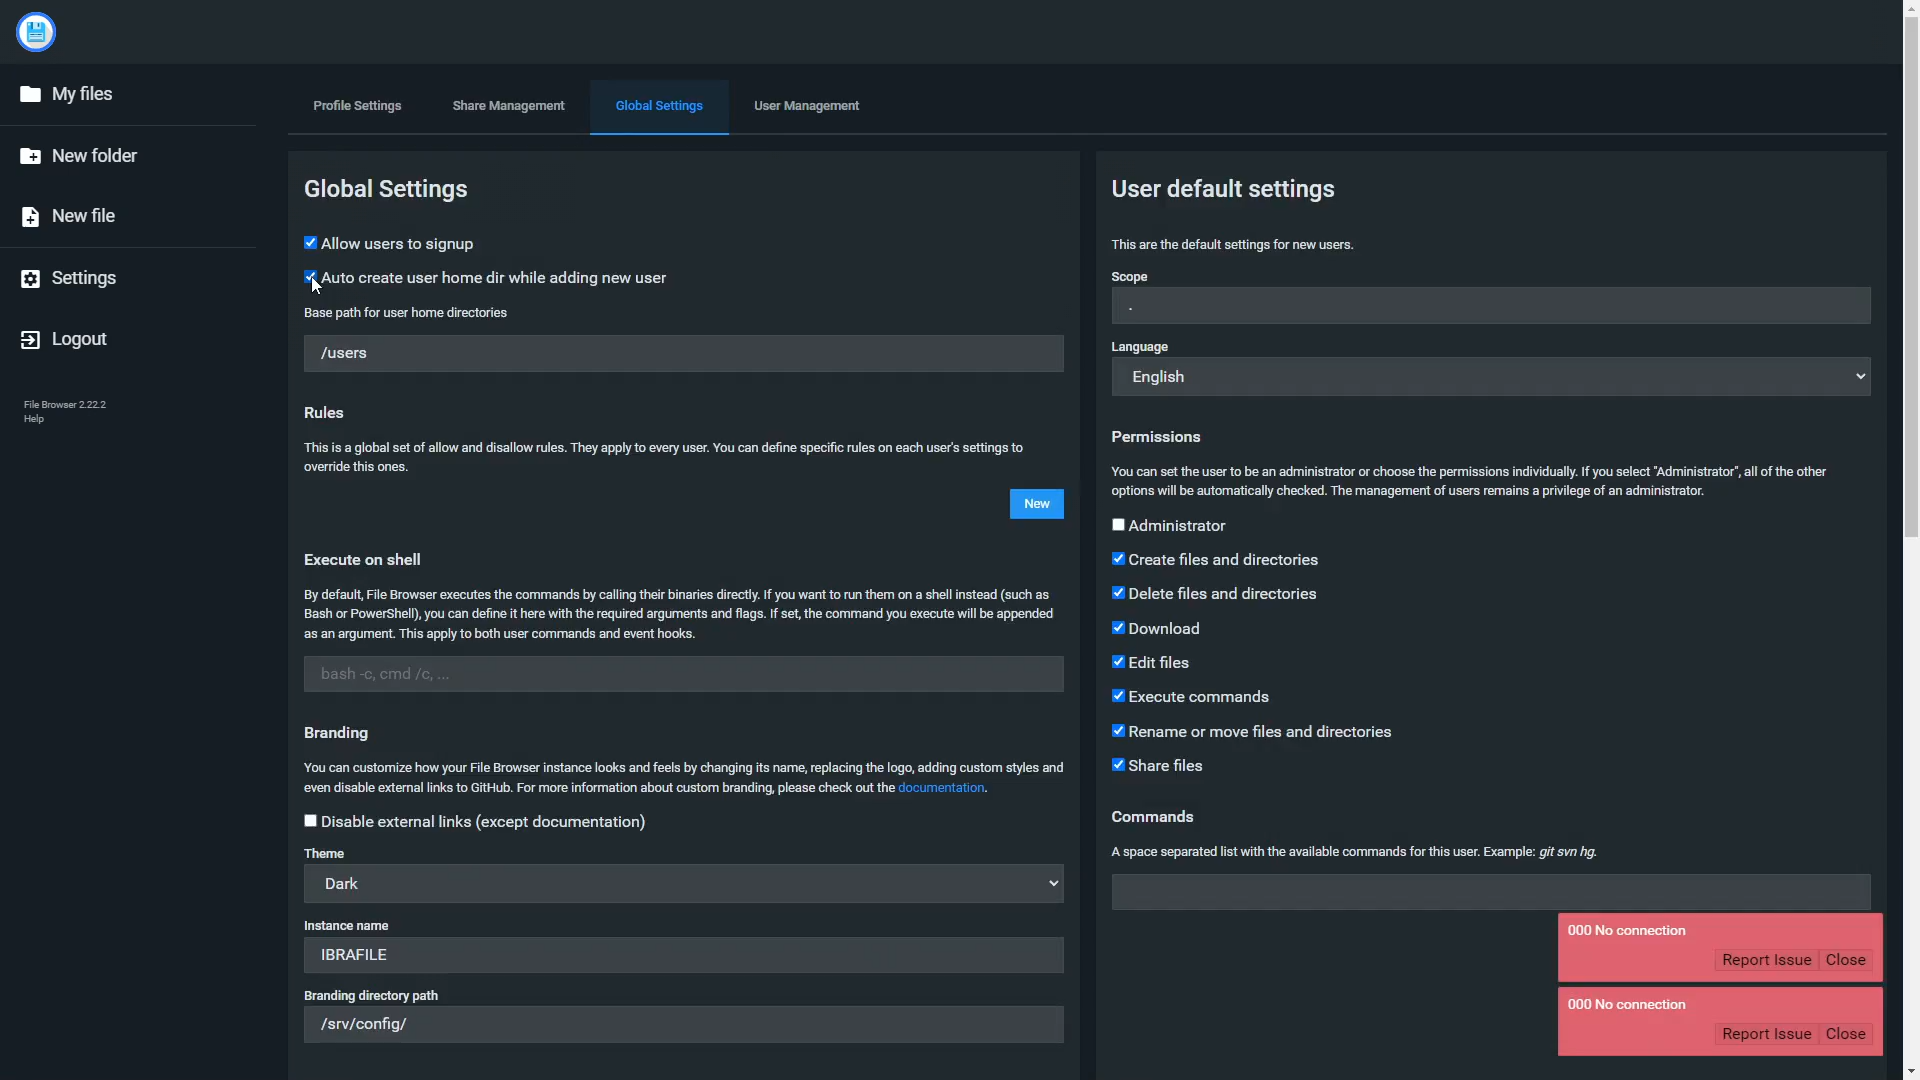 My files
New folder
New file
Settings
Logout
File Browser 2.22.2
Help
Profile Settings
Share Management
Global Settings
User Management
Global Settings
Allow users to signup
Auto create user home dir while adding new user
Base path for user home directories
/users
Rules
This is a global set of allow and disallow rules. They apply to every user. You can define specific rules on each user's settings to
override this ones.
New
Execute on shell
By default, File Browser executes the commands by calling their binaries directly. If you want to run them on a shell instead (such as
Bash or PowerShell), you can define it here with the required arguments and flags. If set, the command you execute will be appended
as an argument. This apply to both user commands and event hooks.
bash -c, cmd /c, ...
Branding
You can customize how your File Browser instance looks and feels by changing its name, replacing the logo, adding custom styles and
even disable external links to GitHub. For more information about custom branding, please check out the documentation.
Disable external links (except documentation)
Theme
Dark
Instance name
IBRAFILE
Branding directory path
/srv/config/
User default settings
This are the default settings for new users.
Scope
.
Language
English
Permissions
You can set the user to be an administrator or choose the permissions individually. If you select "Administrator", all of the other
options will be automatically checked. The management of users remains a privilege of an administrator.
Administrator
Create files and directories
Delete files and directories
Download
Edit files
Execute commands
Rename or move files and directories
Share files
Commands
A space separated list with the available commands for this user. Example: git svn hg.
000 No connection
Report Issue Close
000 No connection
Report Issue Close